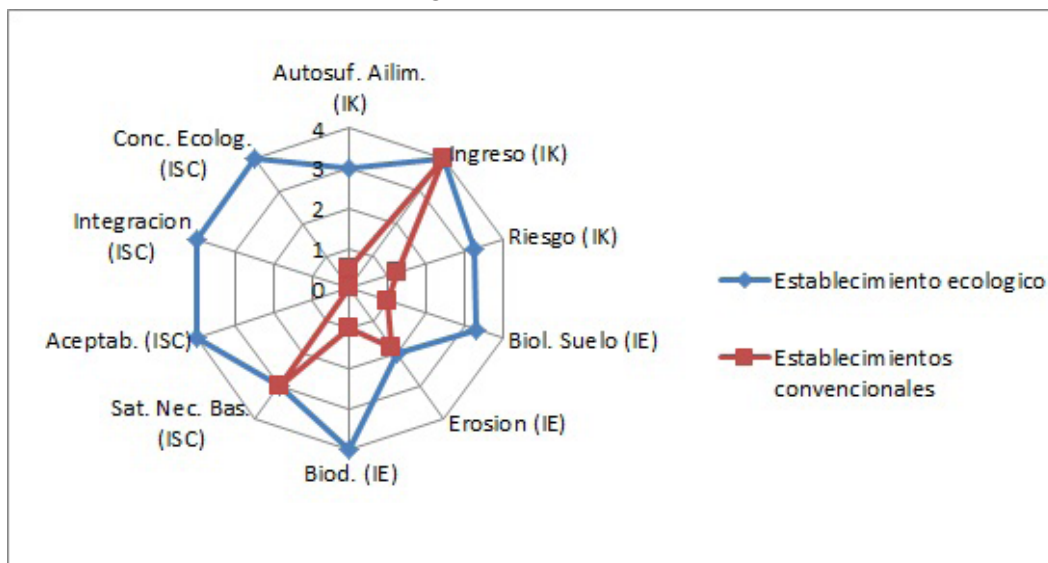 Autosuf. Ailim.
(IK)
Conc. Ecolog.
(ISC)
4
Ingreso (IK)
3
Integracion
(ISC)
2
Riesgo (IK)
1
0
Establecimiento ecologico
Aceptab. (ISC)
Biol. Suelo (IE)
Establecimientos
convencionales
Sat. Nec. Bas.
(ISC)
Erosion (IE)
Biod. (IE)